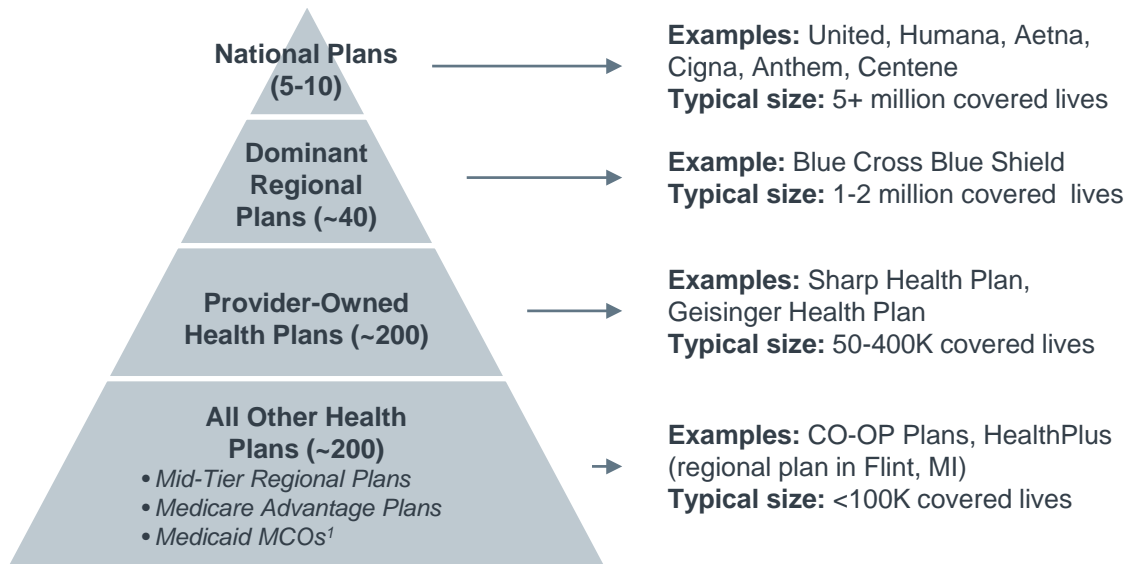 National Plans
(5-10)
Examples: United, Humana, Aetna,
Cigna, Anthem, Centene
Typical size: 5+ million covered lives
Dominant
Regional
Plans (~40)
Example: Blue Cross Blue Shield
Typical size: 1-2 million covered  lives
Provider-Owned
Health Plans (~200)
Examples: Sharp Health Plan,
Geisinger Health Plan
Typical size: 50-400K covered lives
All Other Health
Plans (~200)
• Mid-Tier Regional Plans
• Medicare Advantage Plans
• Medicaid MCOs¹
Examples: CO-OP Plans, HealthPlus
(regional plan in Flint, MI)
Typical size: <100K covered lives